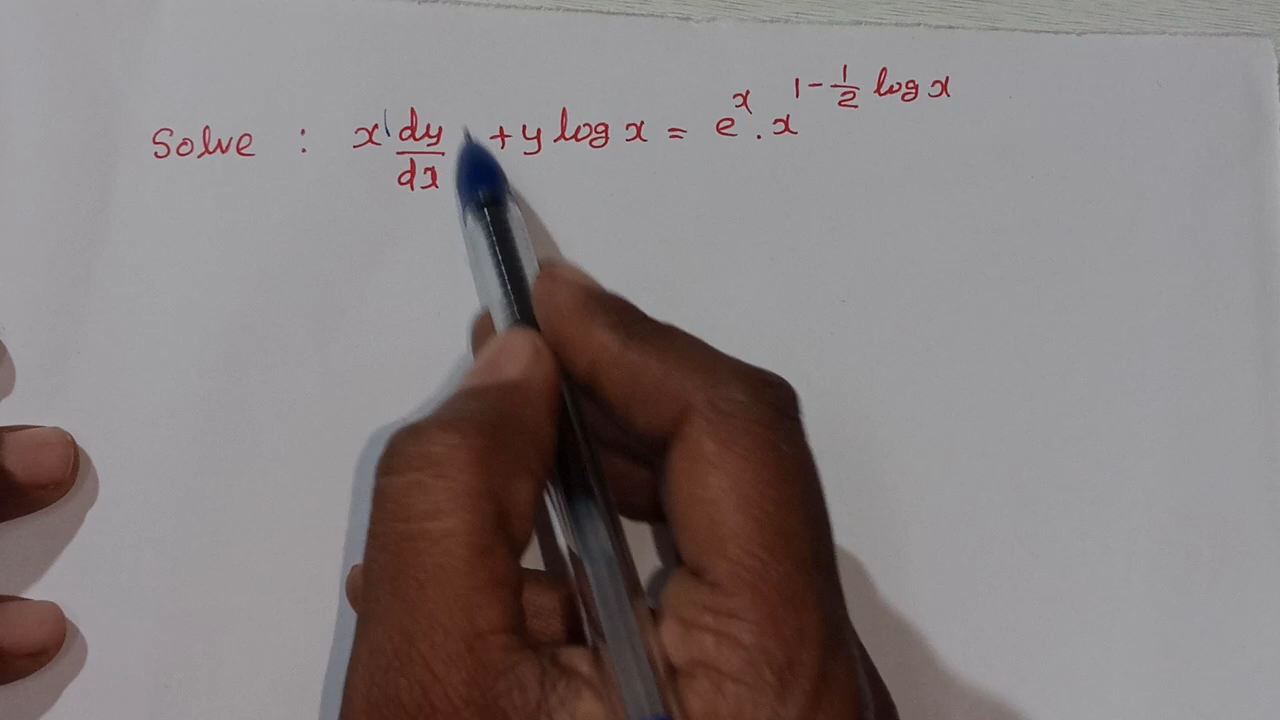 Solve : x dy/dx + y log x = e^x . x^(1 - 1/2 log x)